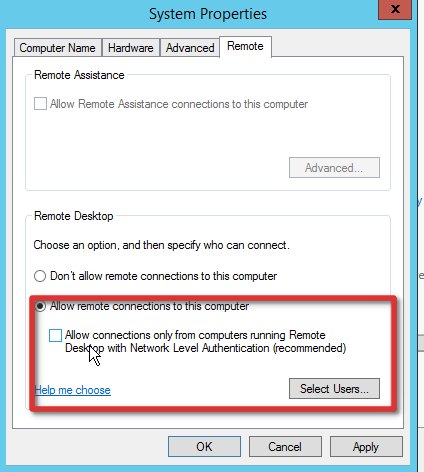 System Properties
x
Computer Name
Hardware
Advanced
Remote
Remote Assistance
Allow Remote Assistance connections to this computer
Advanced...
Remote Desktop
Choose an option, and then specify who can connect.
Don't allow remote connections to this computer
Allow remote connections to this computer
Allow connections only from computers running Remote
Desktop with Network Level Authentication (recommended)
Help me choose
Select Users...
OK
Cancel
Apply